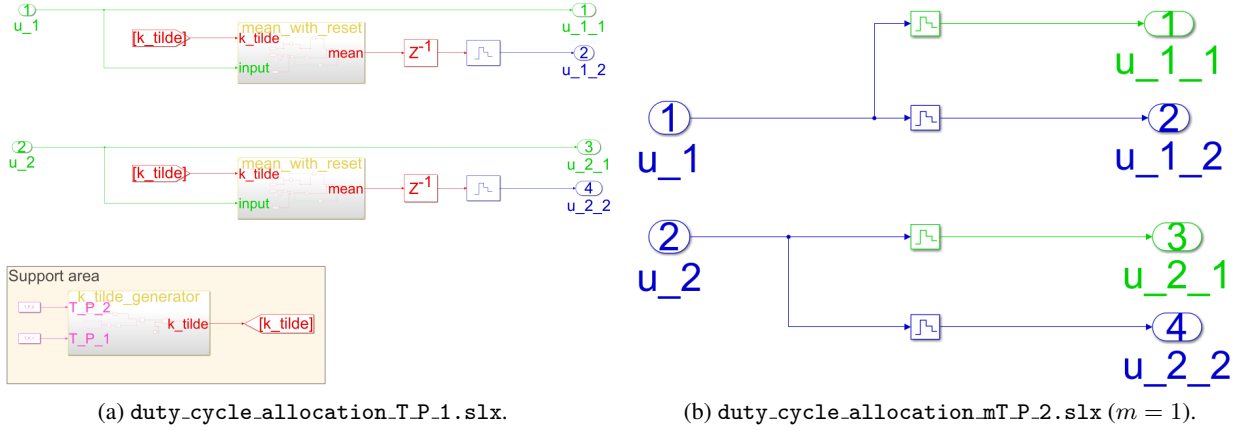 1
u_1
1
u_1_1
mean_with_reset
[k_tilde]
k_tilde
input
mean
Z⁻¹
2
u_1_2
2
u_2
3
u_2_1
mean_with_reset
[k_tilde]
k_tilde
input
mean
Z⁻¹
4
u_2_2
Support area
k_tilde_generator
T_P_2
T_P_1
k_tilde
[k_tilde]
(a) duty_cycle_allocation_T_P_1.slx.
1
u_1_1
1
u_1
2
u_1_2
2
u_2
3
u_2_1
4
u_2_2
(b) duty_cycle_allocation_mT_P_2.slx (m = 1).